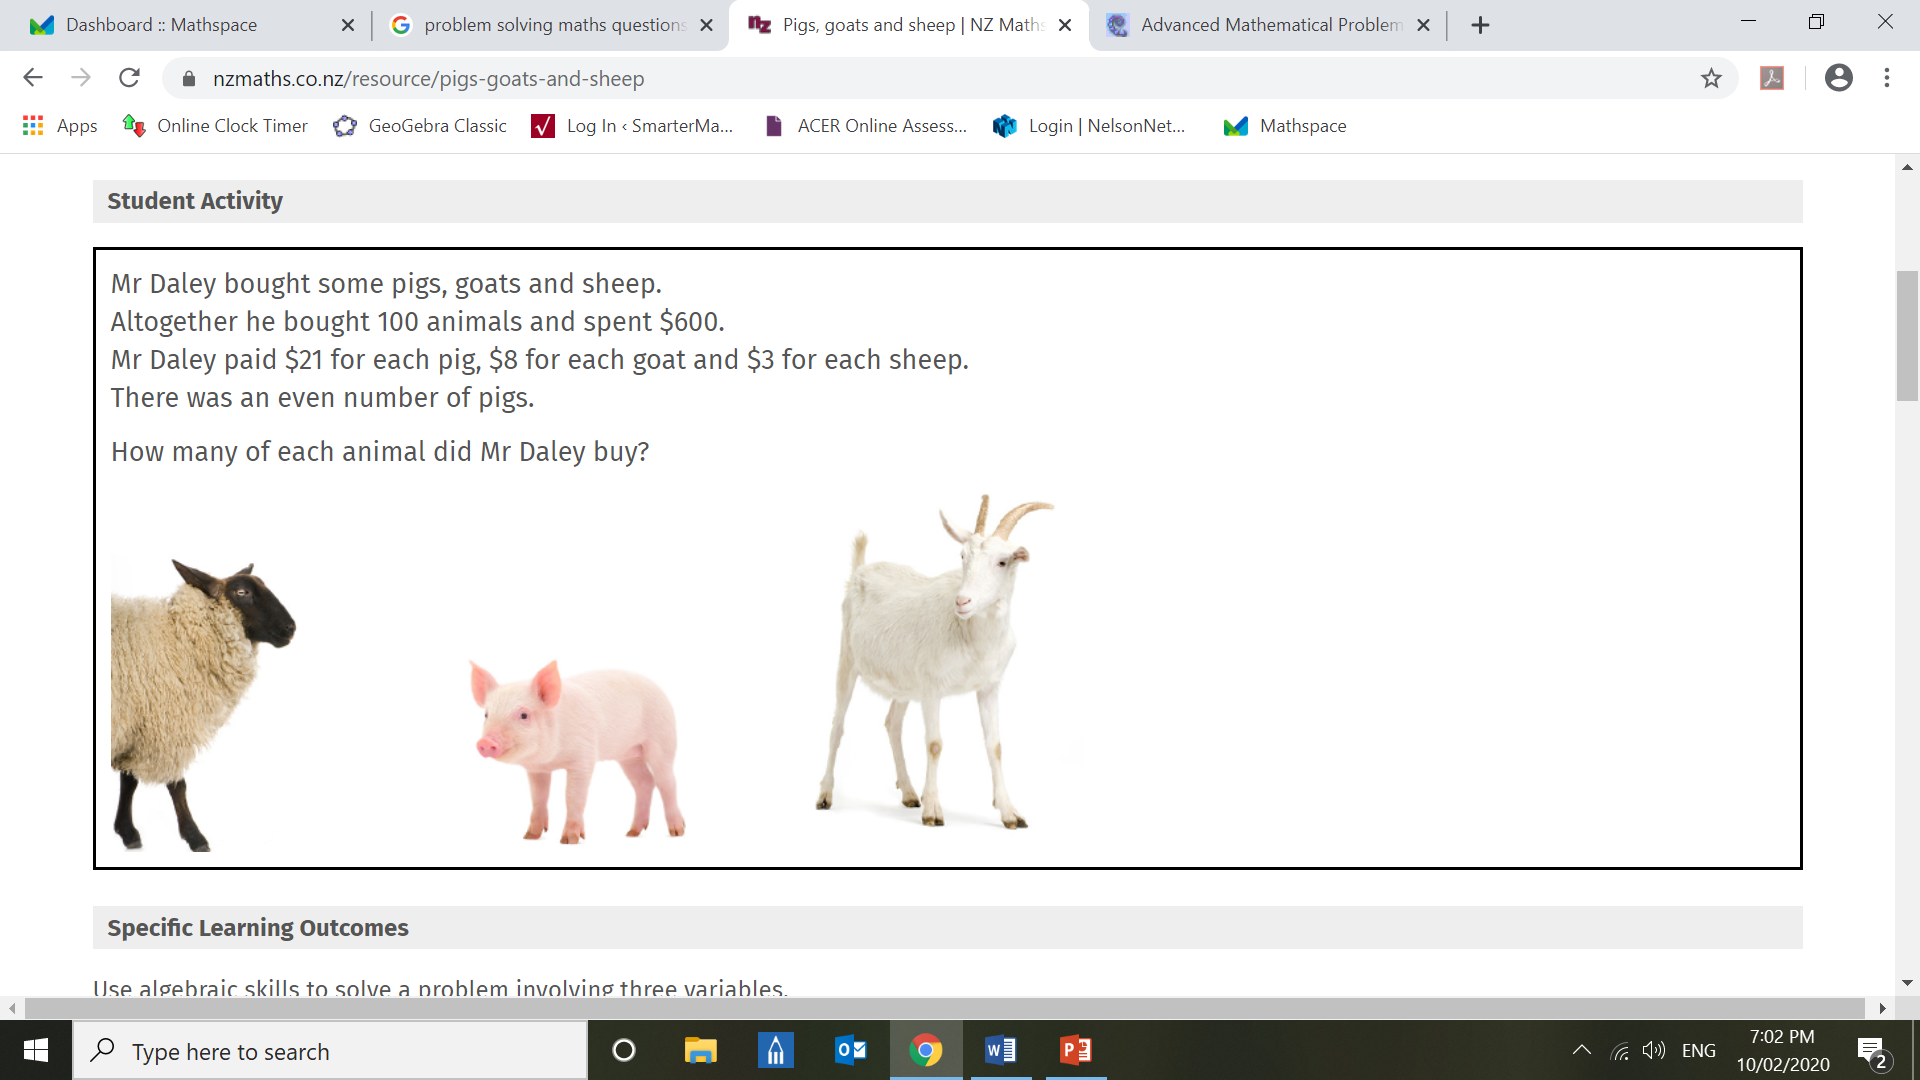 Dashboard :: Mathspace
problem solving maths questions
Pigs, goats and sheep | NZ Maths
Advanced Mathematical Problem
nzmaths.co.nz/resource/pigs-goats-and-sheep
Apps
Online Clock Timer
GeoGebra Classic
Log In ‹ SmarterMa...
ACER Online Assess...
Login | NelsonNet...
Mathspace
Student Activity
Mr Daley bought some pigs, goats and sheep.
Altogether he bought 100 animals and spent $600.
Mr Daley paid $21 for each pig, $8 for each goat and $3 for each sheep.
There was an even number of pigs.
How many of each animal did Mr Daley buy?
Specific Learning Outcomes
Use algebraic skills to solve a problem involving three variables.
Type here to search
ENG
7:02 PM
10/02/2020
2